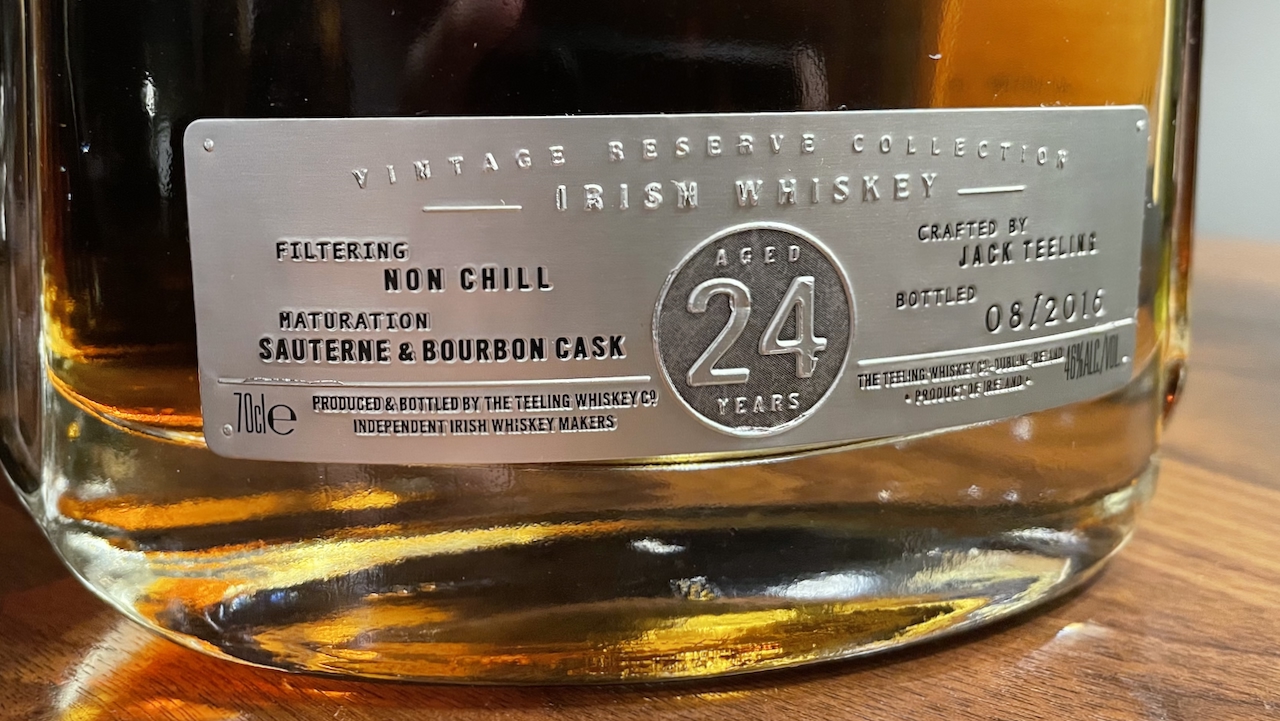 VINTAGE RESERVE COLLECTION
IRISH WHISKEY
FILTERING
NON CHILL
MATURATION
SAUTERNE & BOURBON CASK
70cl e
PRODUCED & BOTTLED BY THE TEELING WHISKEY Cº
INDEPENDENT IRISH WHISKEY MAKERS
AGED
24
YEARS
CRAFTED BY
JACK TEELING
BOTTLED
08/2016
THE TEELING WHISKEY Cº. DUBLIN, IRELAND
• PRODUCT OF IRELAND •
46%ALC/VOL.